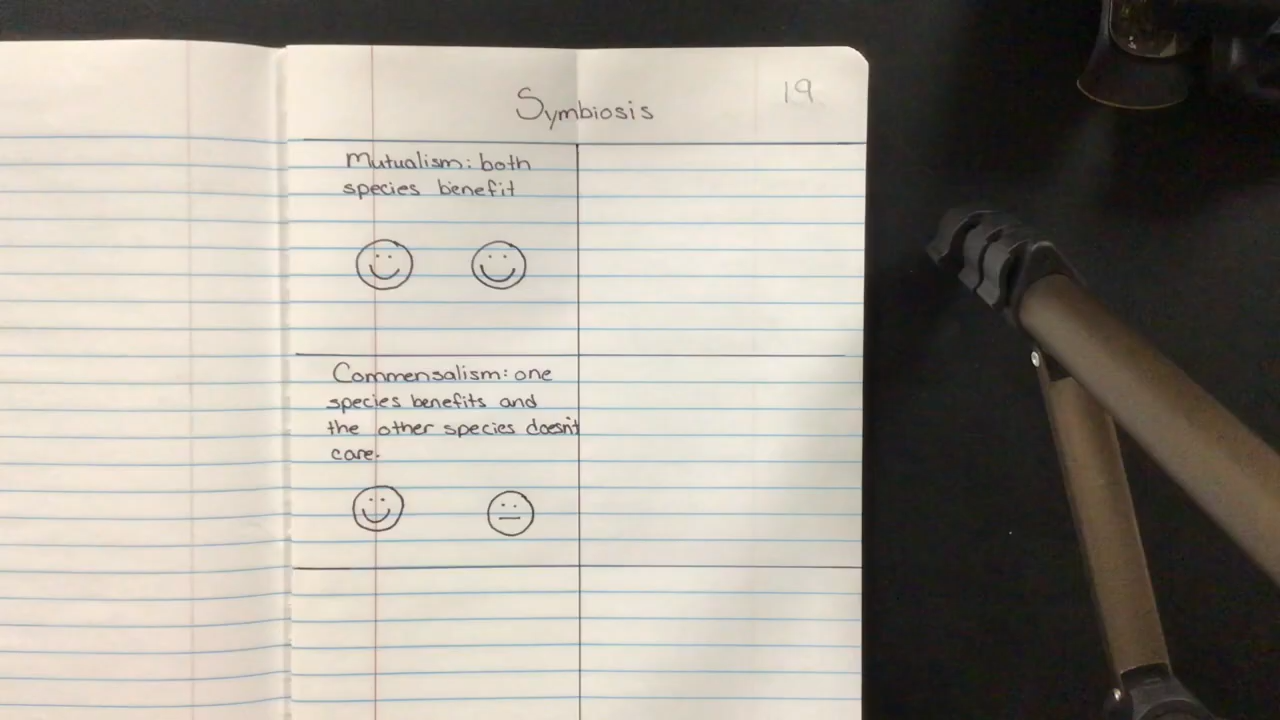 Symbiosis
19
Mutualism: both
species benefit
Commensalism: one
species benefits and
the other species doesn't
care.